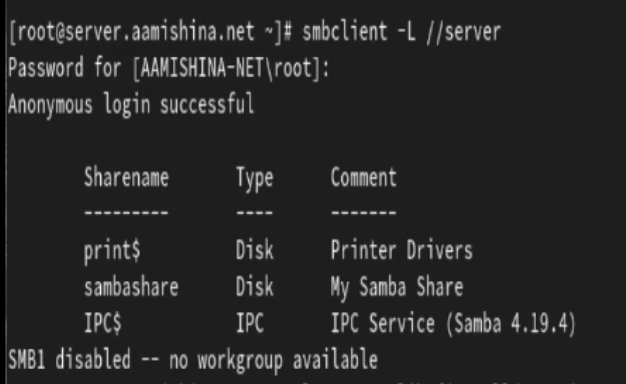 [root@server.aamishina.net ~]# smbclient -L //server
Password for [AAMISHINA-NET\root]:
Anonymous login successful
Sharename Type Comment
--------- ---- -------
print$ Disk Printer Drivers
sambashare Disk My Samba Share
IPC$ IPC IPC Service (Samba 4.19.4)
SMB1 disabled -- no workgroup available